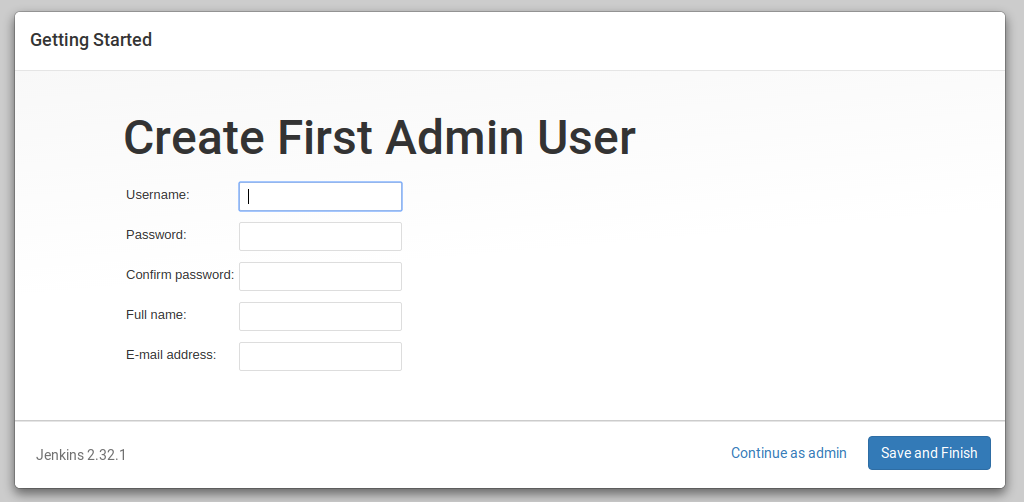 Getting Started
Create First Admin User
Username:
Password:
Confirm password:
Full name:
E-mail address:
Jenkins 2.32.1
Continue as admin
Save and Finish